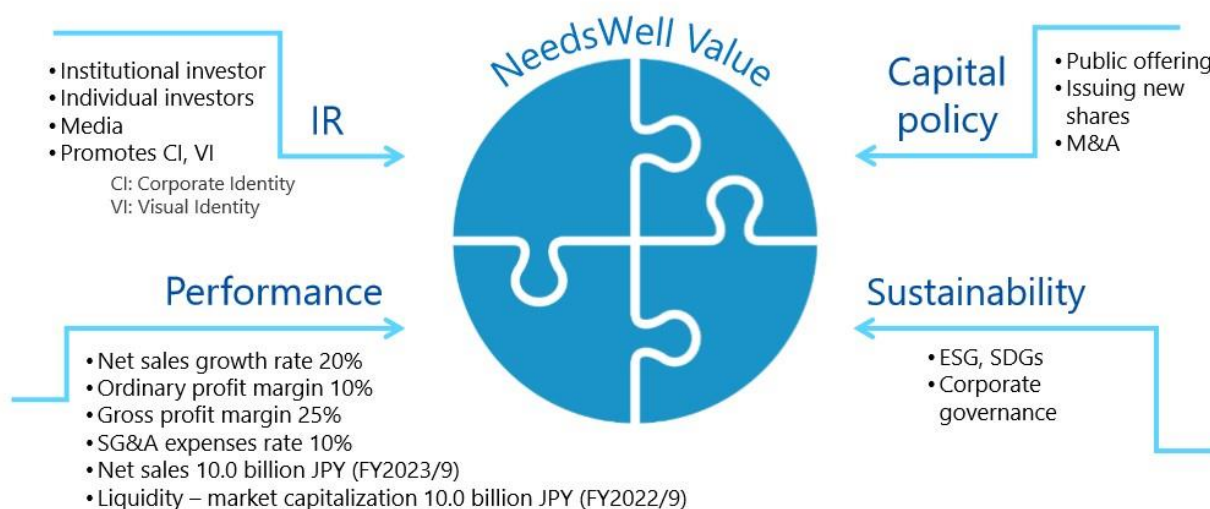 NeedsWell Value
• Institutional investor
• Individual investors
• Media
• Promotes CI, VI
CI: Corporate Identity
VI: Visual Identity
IR
Capital
policy
• Public offering
• Issuing new
shares
• M&A
Performance
• Net sales growth rate 20%
• Ordinary profit margin 10%
• Gross profit margin 25%
• SG&A expenses rate 10%
• Net sales 10.0 billion JPY (FY2023/9)
• Liquidity – market capitalization 10.0 billion JPY (FY2022/9)
Sustainability
• ESG, SDGs
• Corporate
governance